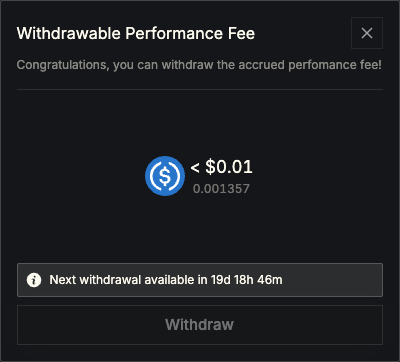 Withdrawable Performance Fee
Congratulations, you can withdraw the accrued perfomance fee!
< $0.01
0.001357
Next withdrawal available in 19d 18h 46m
Withdraw